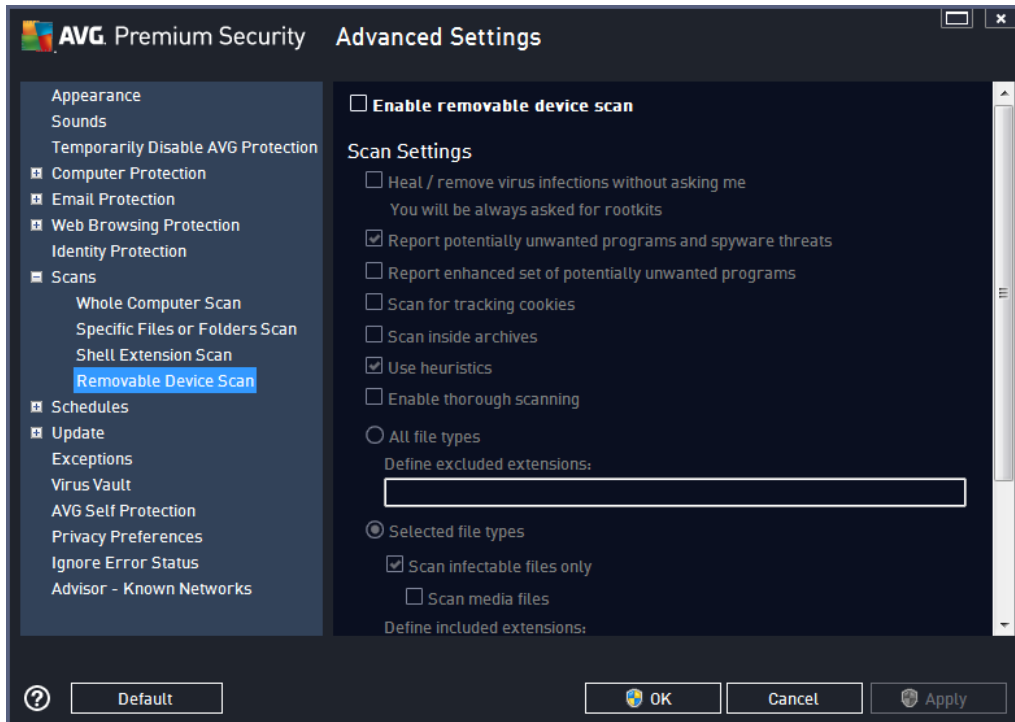 AVG. Premium Security
Advanced Settings
Appearance
Sounds
Temporarily Disable AVG Protection
Computer Protection
Email Protection
Web Browsing Protection
Identity Protection
Scans
Whole Computer Scan
Specific Files or Folders Scan
Shell Extension Scan
Removable Device Scan
Schedules
Update
Exceptions
Virus Vault
AVG Self Protection
Privacy Preferences
Ignore Error Status
Advisor - Known Networks
Enable removable device scan
Scan Settings
Heal / remove virus infections without asking me
You will be always asked for rootkits
Report potentially unwanted programs and spyware threats
Report enhanced set of potentially unwanted programs
Scan for tracking cookies
Scan inside archives
Use heuristics
Enable thorough scanning
All file types
Define excluded extensions:
Selected file types
Scan infectable files only
Scan media files
Define included extensions:
Default
OK
Cancel
Apply